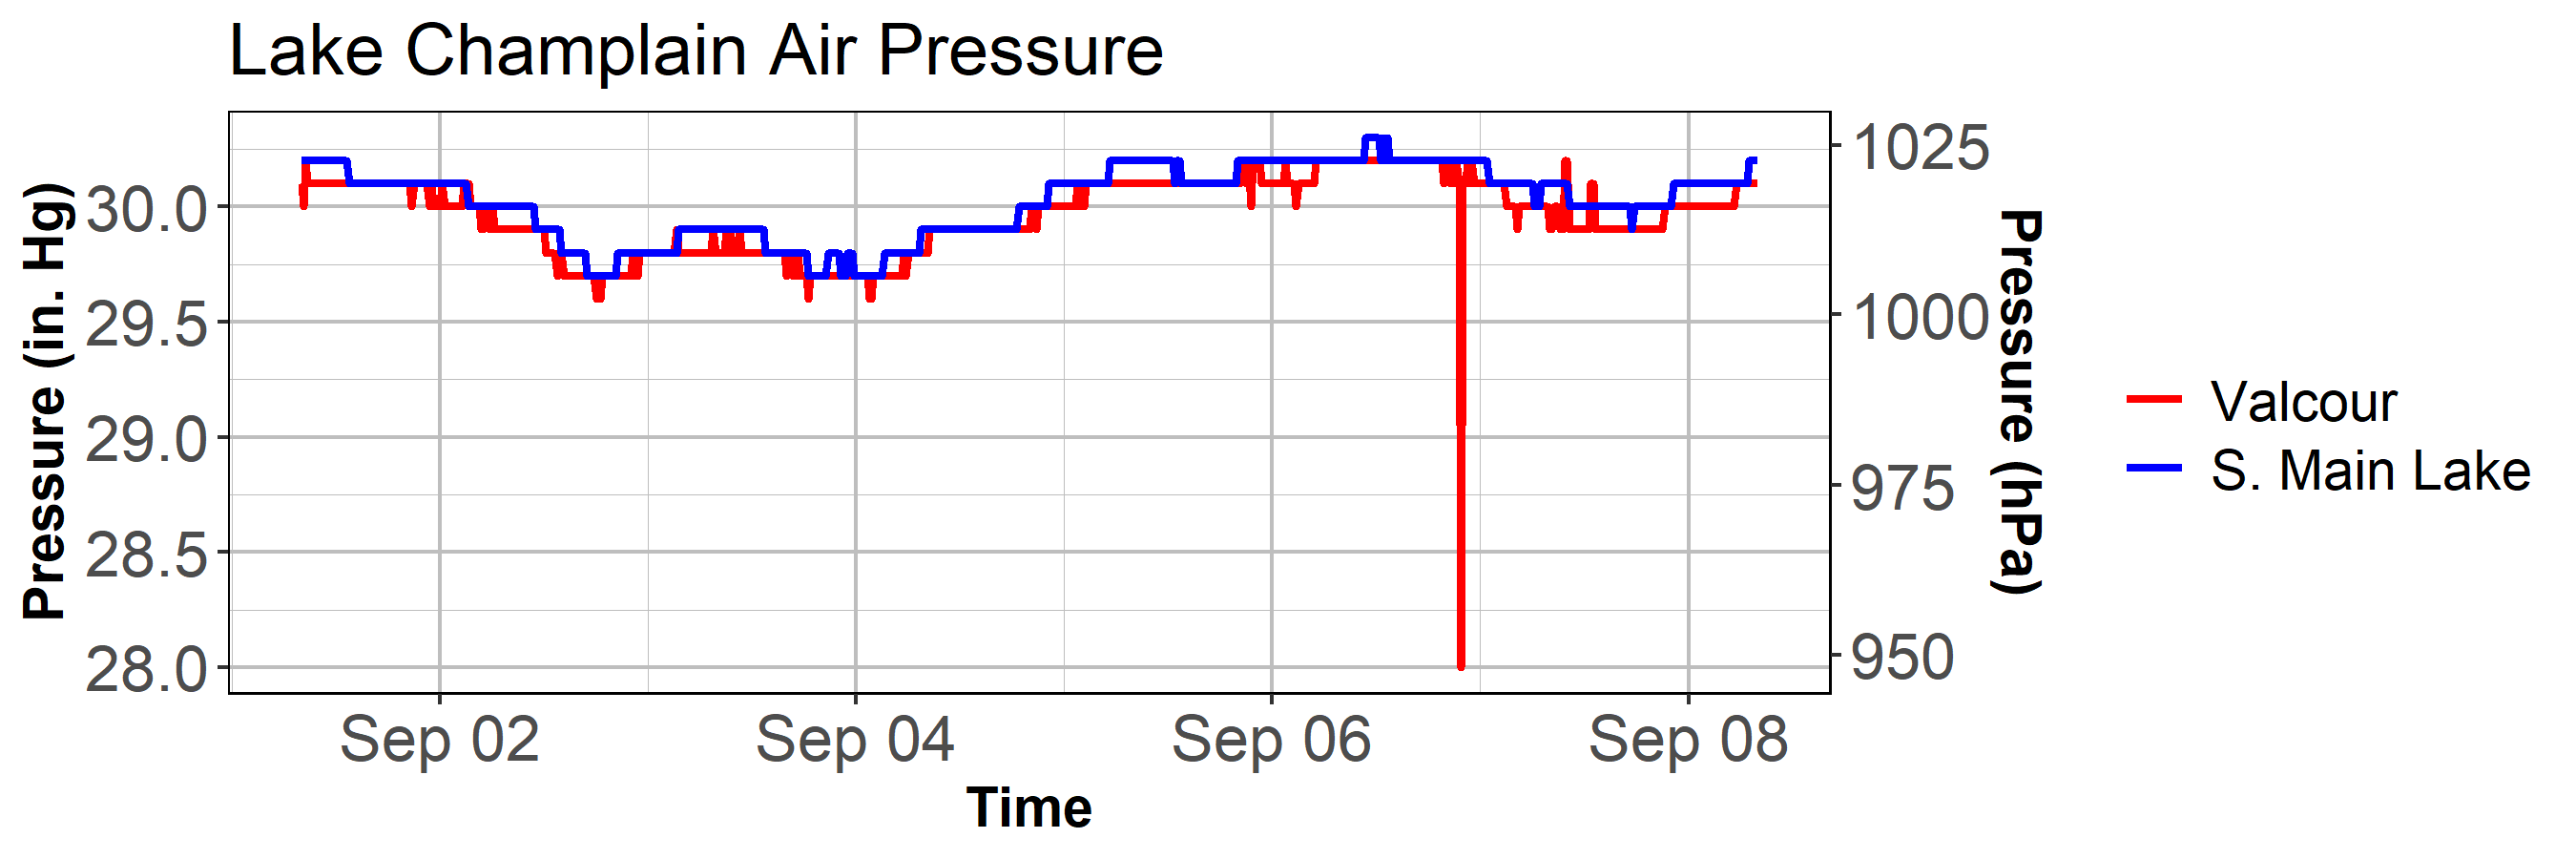 Lake Champlain Air Pressure
Pressure (in. Hg)
30.0
29.5
29.0
28.5
28.0
1025
1000
975
950
Pressure (hPa)
Sep 02
Sep 04
Sep 06
Sep 08
Time
Valcour
S. Main Lake